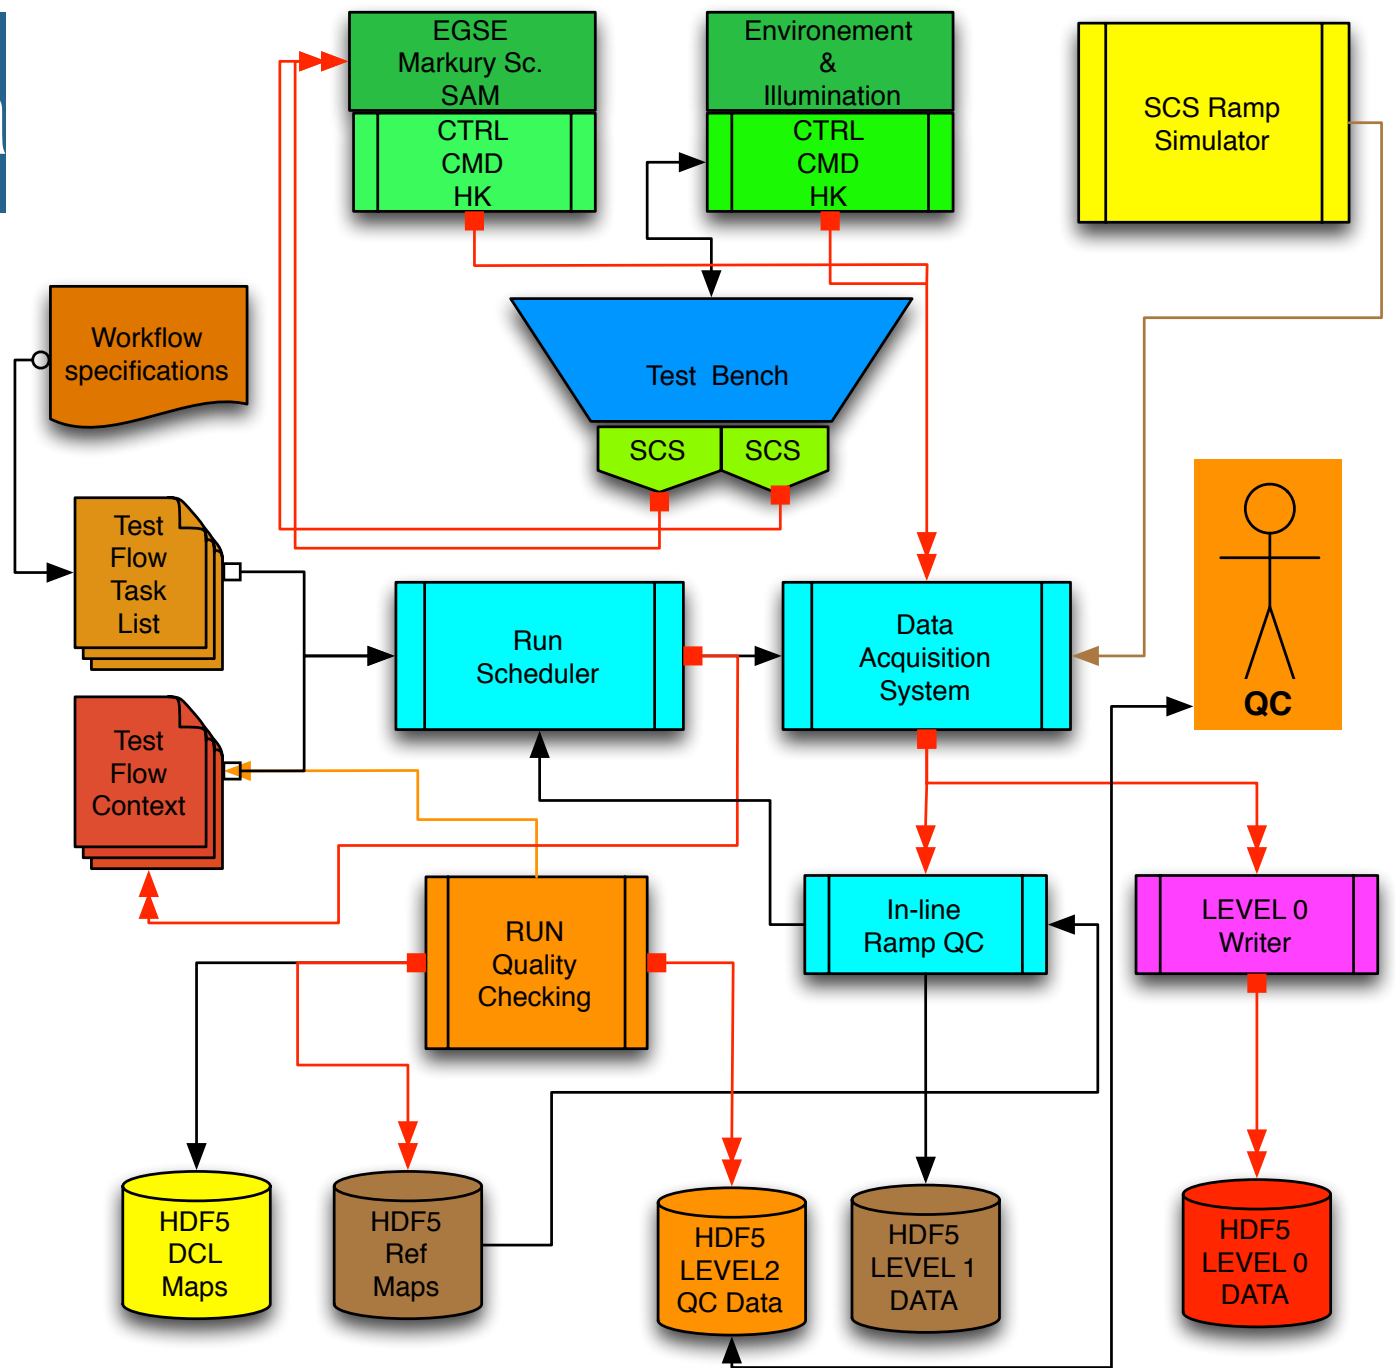 EGSE
Markury Sc.
SAM
CTRL
CMD
HK
Environement
&
Illumination
CTRL
CMD
HK
SCS Ramp
Simulator
Workflow
specifications
Test Bench
SCS
SCS
Test
Flow
Task
List
Run
Scheduler
Data
Acquisition
System
QC
Test
Flow
Context
RUN
Quality
Checking
In-line
Ramp QC
LEVEL 0
Writer
HDF5
DCL
Maps
HDF5
Ref
Maps
HDF5
LEVEL2
QC Data
HDF5
LEVEL 1
DATA
HDF5
LEVEL 0
DATA